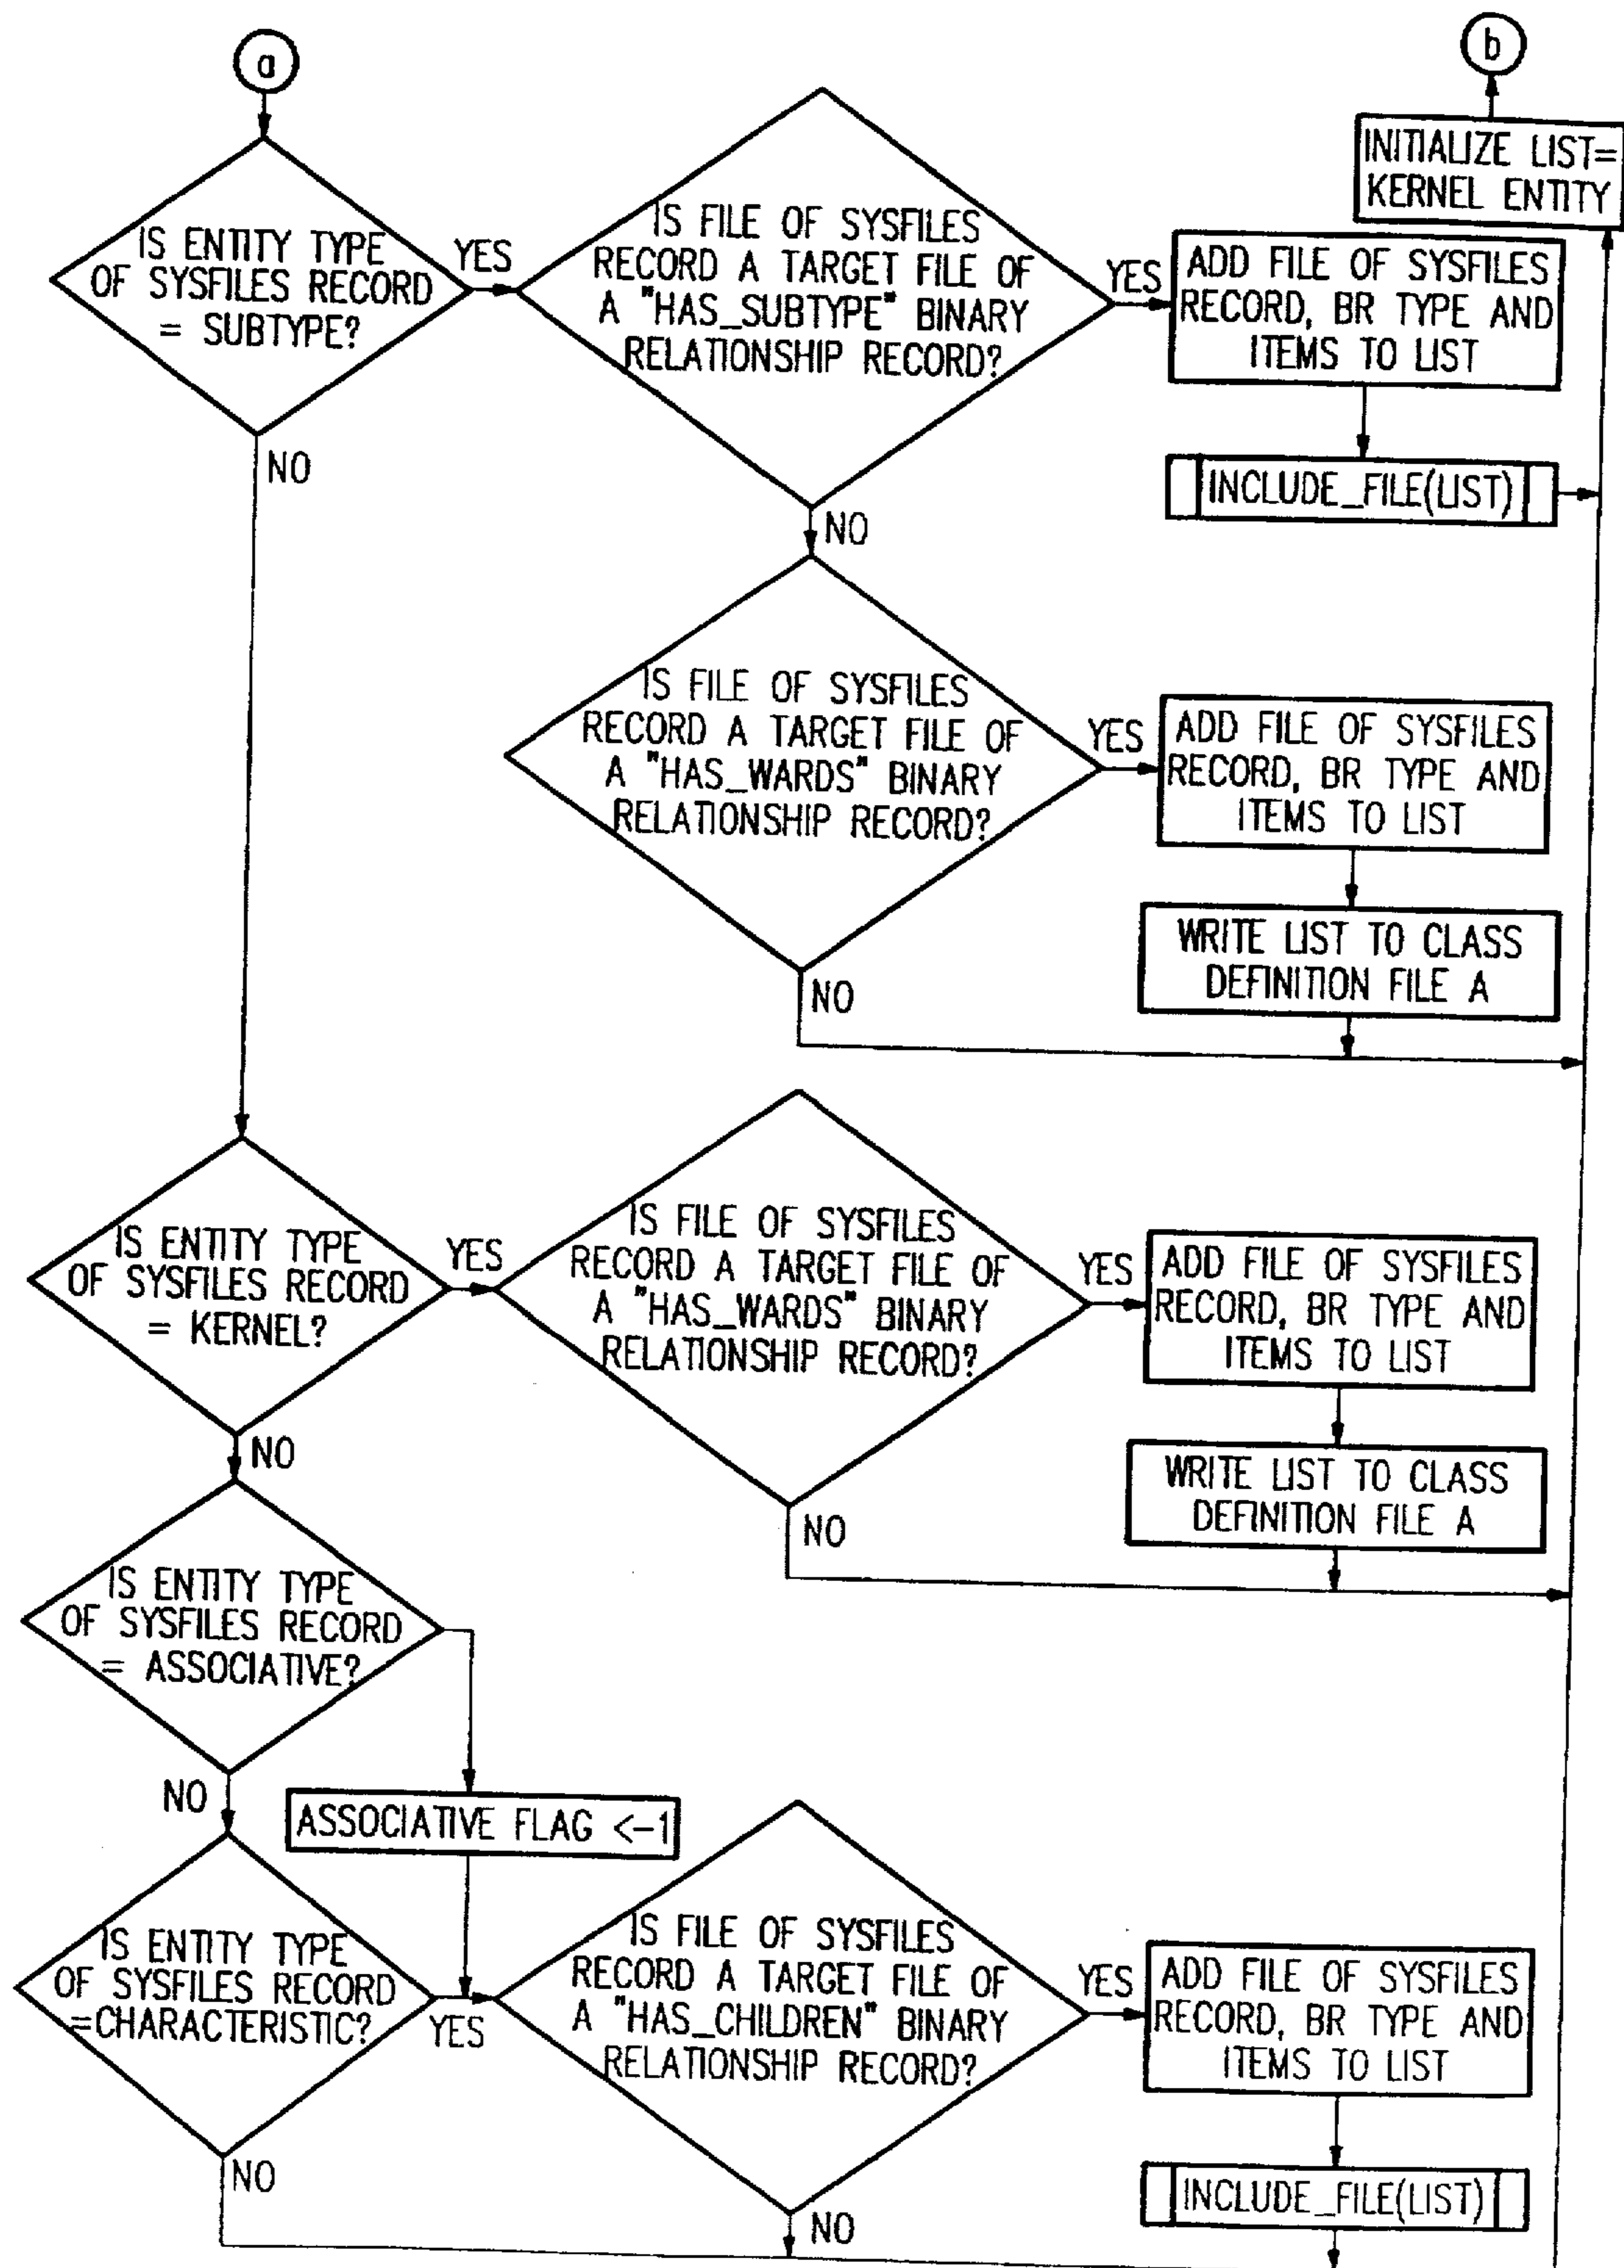 a
b
INITIALIZE LIST=
KERNEL ENTITY
IS ENTITY TYPE
OF SYSFILES RECORD
= SUBTYPE?
YES
NO
IS FILE OF SYSFILES
RECORD A TARGET FILE OF
A "HAS_SUBTYPE" BINARY
RELATIONSHIP RECORD?
YES
NO
ADD FILE OF SYSFILES
RECORD, BR TYPE AND
ITEMS TO LIST
INCLUDE_FILE(LIST)
IS FILE OF SYSFILES
RECORD A TARGET FILE OF
A "HAS_WARDS" BINARY
RELATIONSHIP RECORD?
YES
NO
ADD FILE OF SYSFILES
RECORD, BR TYPE AND
ITEMS TO LIST
WRITE LIST TO CLASS
DEFINITION FILE A
IS ENTITY TYPE
OF SYSFILES RECORD
= KERNEL?
YES
NO
IS FILE OF SYSFILES
RECORD A TARGET FILE OF
A "HAS_WARDS" BINARY
RELATIONSHIP RECORD?
YES
NO
ADD FILE OF SYSFILES
RECORD, BR TYPE AND
ITEMS TO LIST
WRITE LIST TO CLASS
DEFINITION FILE A
IS ENTITY TYPE
OF SYSFILES RECORD
= ASSOCIATIVE?
NO
ASSOCIATIVE FLAG <-1
IS ENTITY TYPE
OF SYSFILES RECORD
=CHARACTERISTIC?
YES
NO
IS FILE OF SYSFILES
RECORD A TARGET FILE OF
A "HAS_CHILDREN" BINARY
RELATIONSHIP RECORD?
YES
NO
ADD FILE OF SYSFILES
RECORD, BR TYPE AND
ITEMS TO LIST
INCLUDE_FILE(LIST)